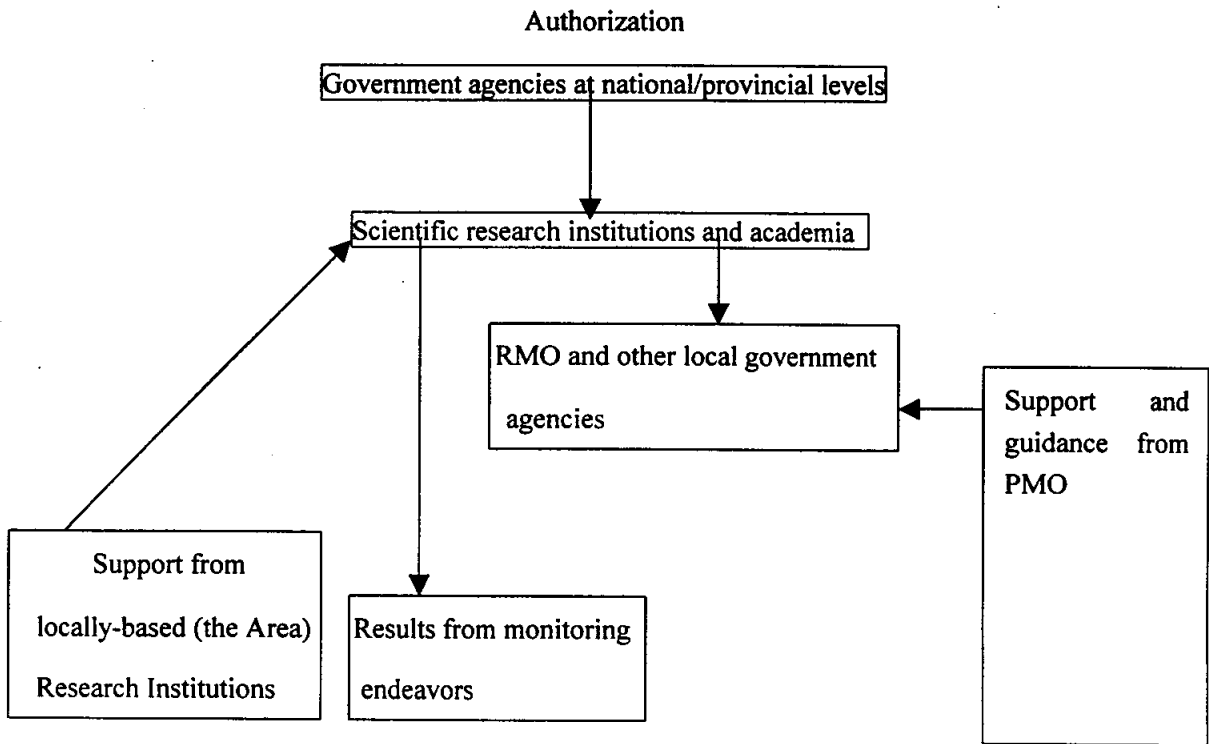 Authorization
Government agencies at national/provincial levels
Scientific research institutions and academia
RMO and other local government
agencies
Support and
guidance from
PMO
Support from
locally-based (the Area)
Research Institutions
Results from monitoring
endeavors